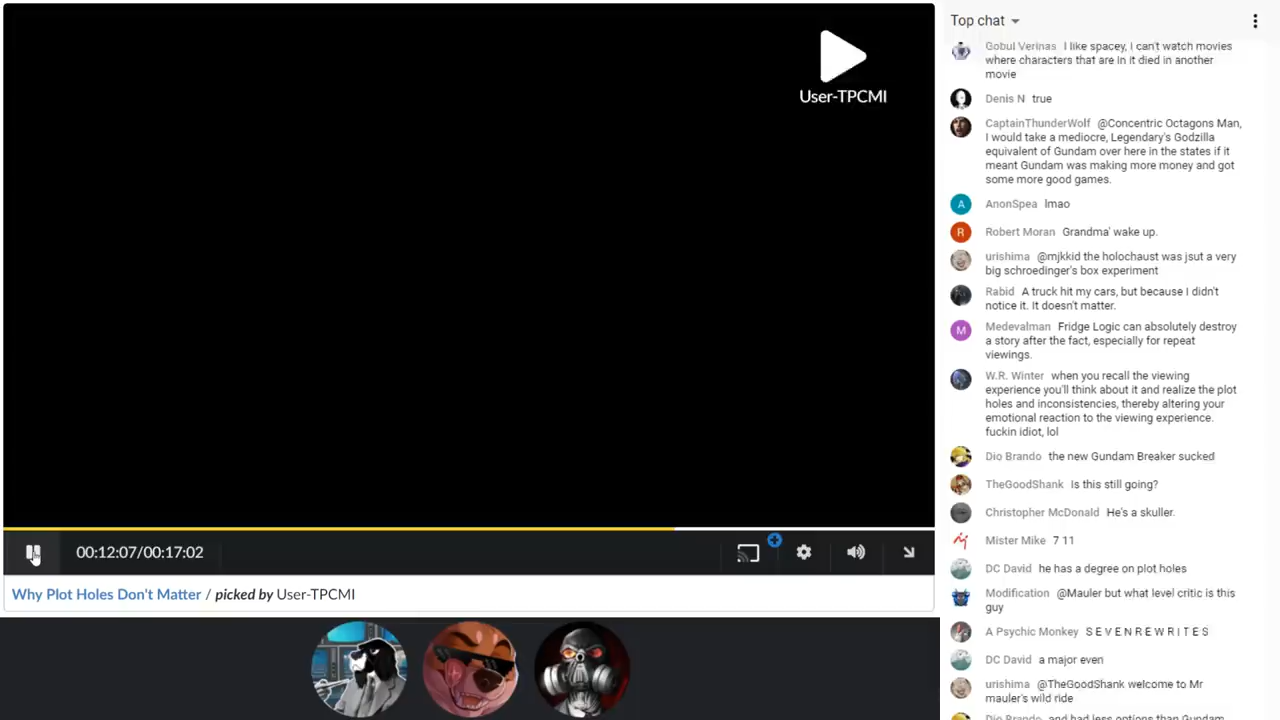 User-TPCMI
00:12:07/00:17:02
Why Plot Holes Don't Matter / picked by User-TPCMI
Top chat
Gobul Verinas I like spacey, I can't watch movies
where characters that are in it died in another
movie
Denis N true
CaptainThunderWolf @Concentric Octagons Man,
I would take a mediocre, Legendary's Godzilla
equivalent of Gundam over here in the states if it
meant Gundam was making more money and got
some more good games.
A
AnonSpea lmao
R
Robert Moran Grandma' wake up.
urishima @mjkkid the holochaust was jsut a very
big schroedinger's box experiment
Rabid A truck hit my cars, but because I didn't
notice it. It doesn't matter.
M
Medevalman Fridge Logic can absolutely destroy
a story after the fact, especially for repeat
viewings.
W.R. Winter when you recall the viewing
experience you'll think about it and realize the plot
holes and inconsistencies, thereby altering your
emotional reaction to the viewing experience.
fuckin idiot, lol
Dio Brando the new Gundam Breaker sucked
TheGoodShank Is this still going?
Christopher McDonald He's a skuller.
Mister Mike 7 11
DC David he has a degree on plot holes
Modification @Mauler but what level critic is this
guy
A Psychic Monkey S E V E N R E W R I T E S
DC David a major even
urishima @TheGoodShank welcome to Mr
mauler's wild ride
Dio Brando and had less options than Gundam